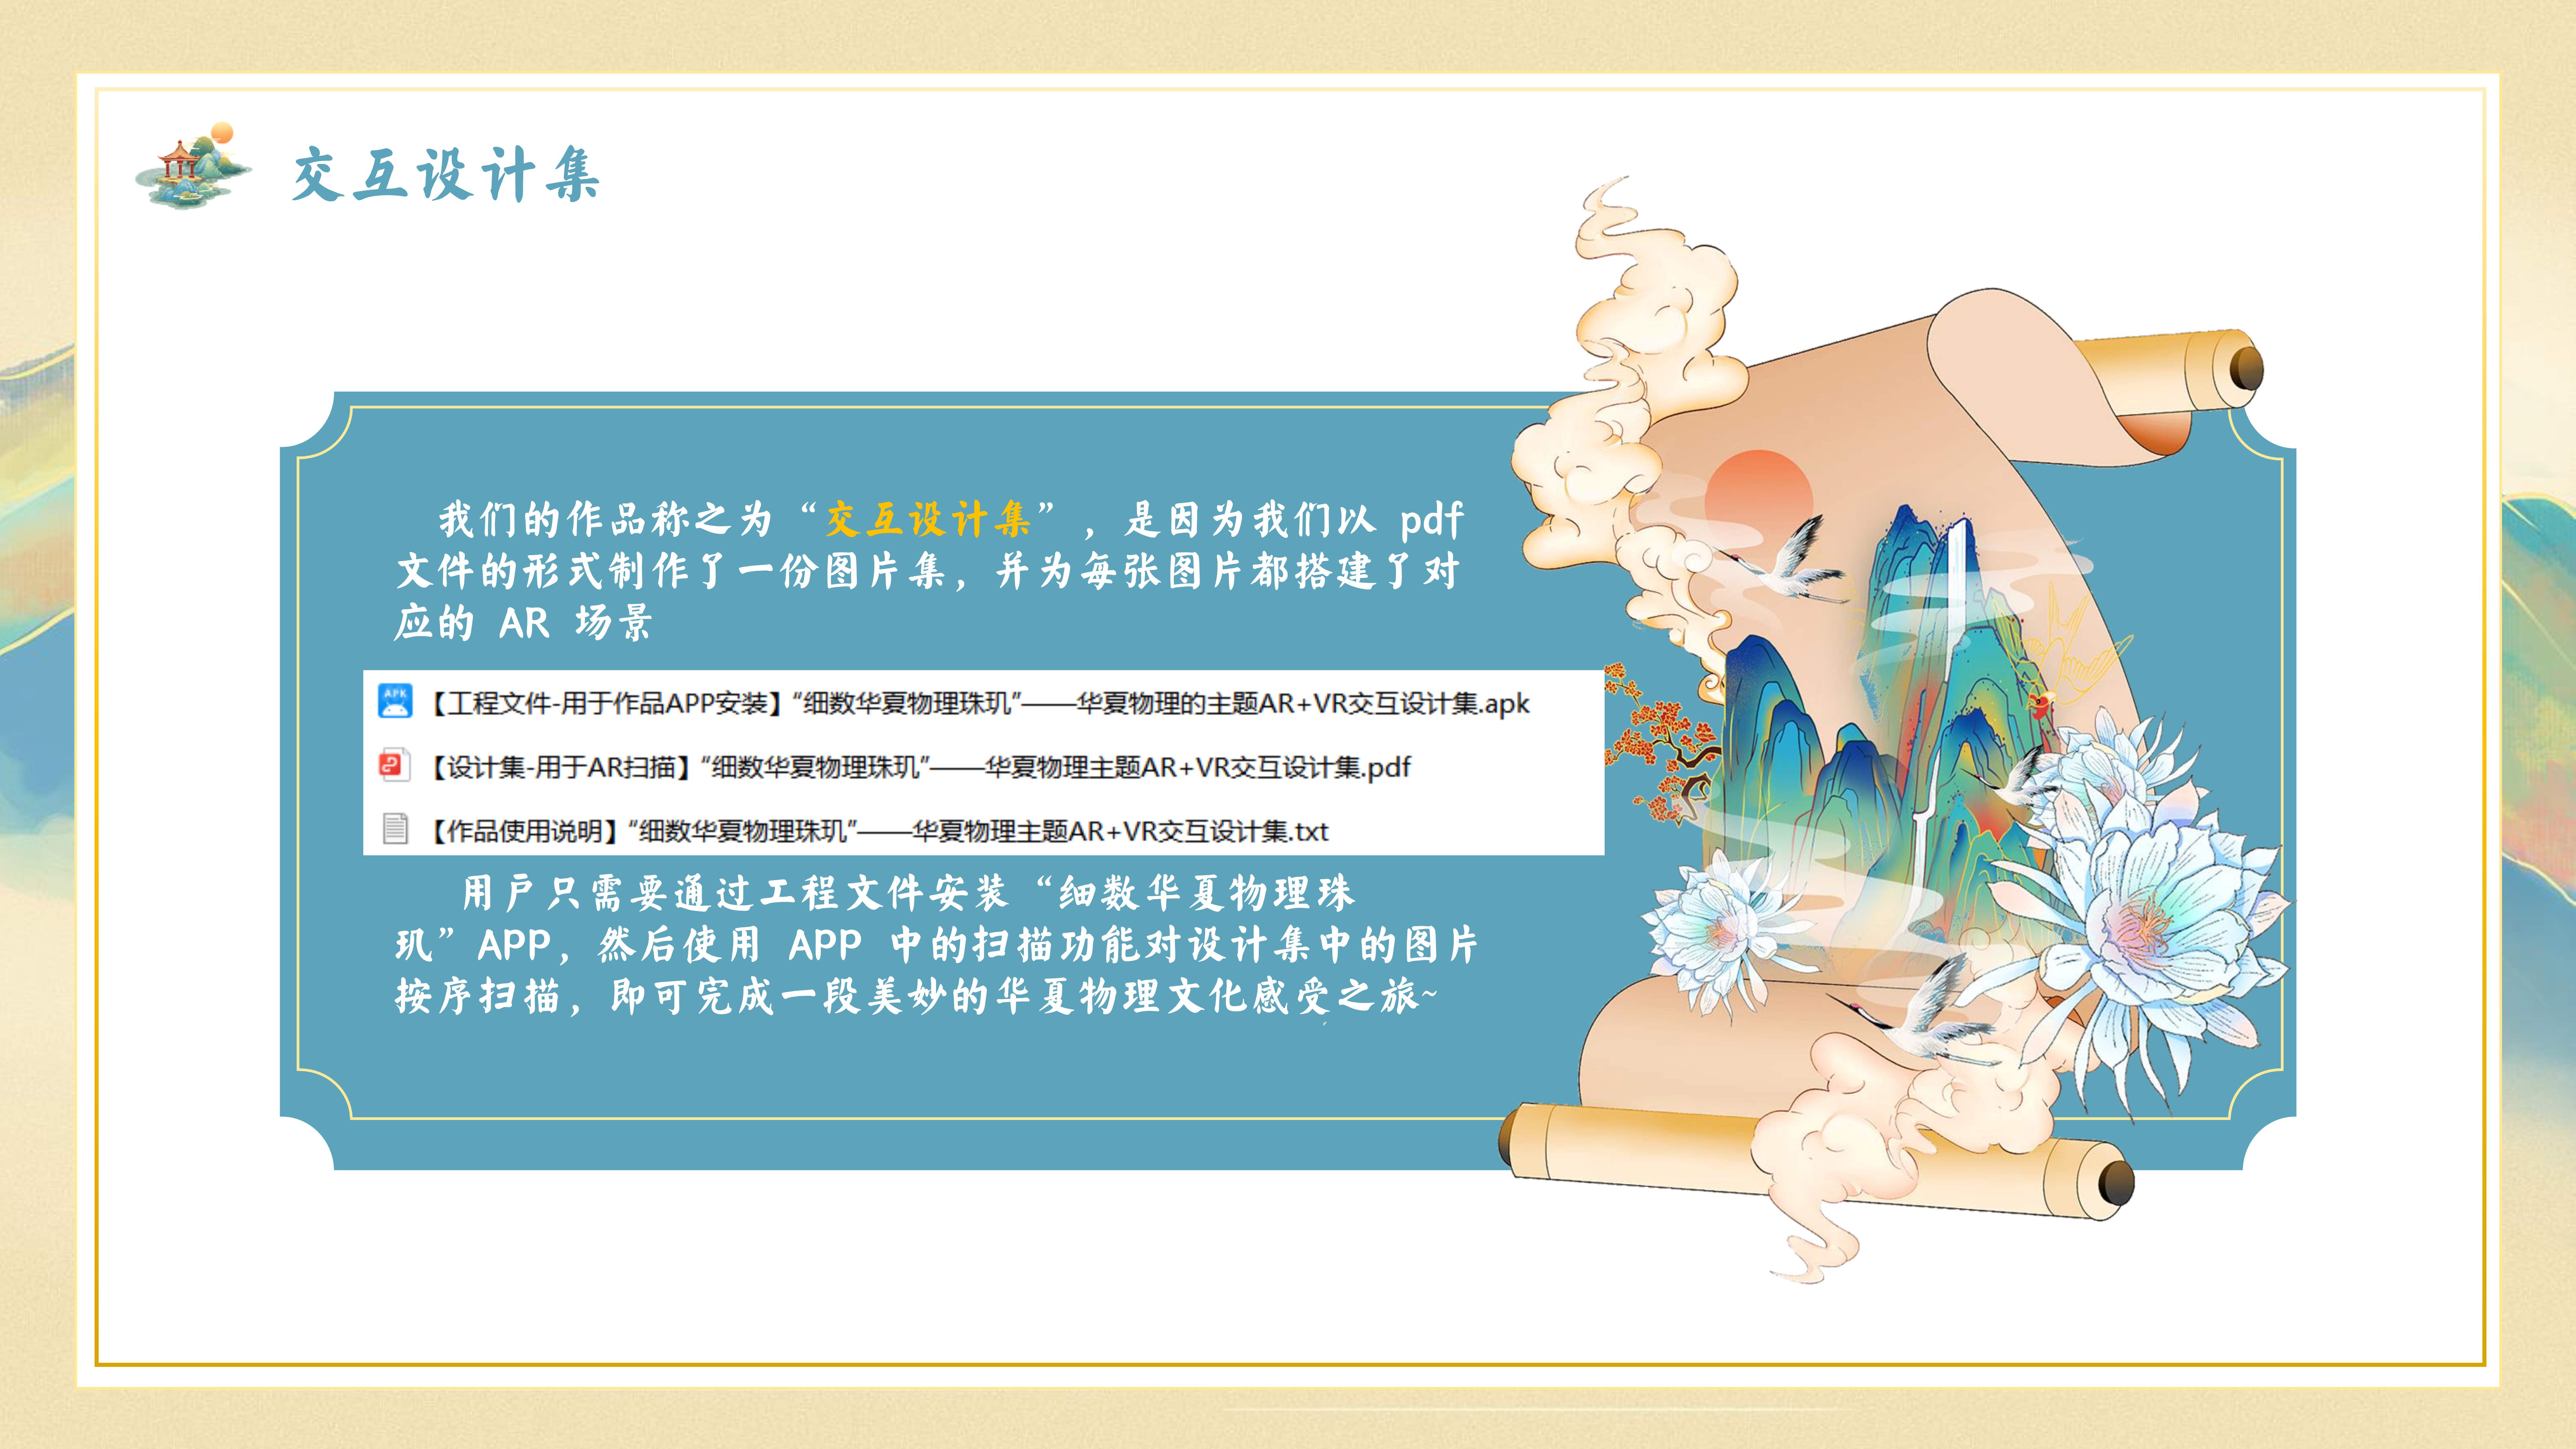 交互设计集
我们的作品称之为“交互设计集”，是因为我们以 pdf
文件的形式制作了一份图片集，并为每张图片都搭建了对
应的 AR 场景
【工程文件-用于作品APP安装】“细数华夏物理珠玑”——华夏物理的主题AR+VR交互设计集.apk
【设计集-用于AR扫描】“细数华夏物理珠玑”——华夏物理主题AR+VR交互设计集.pdf
【作品使用说明】“细数华夏物理珠玑”——华夏物理主题AR+VR交互设计集.txt
用户只需要通过工程文件安装“细数华夏物理珠
玑”APP，然后使用 APP 中的扫描功能对设计集中的图片
按序扫描，即可完成一段美妙的华夏物理文化感受之旅~